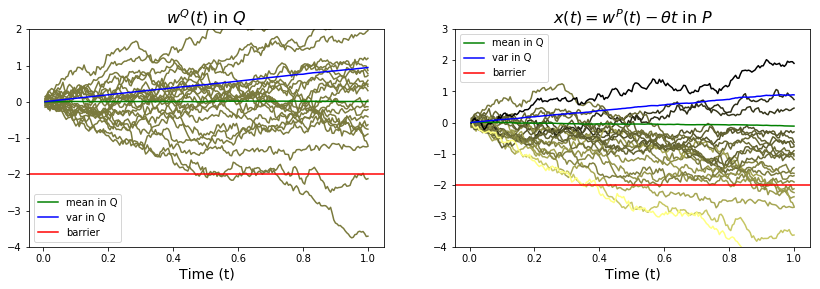 w^Q(t) in Q
2
1
0
−1
−2
−3
−4
mean in Q
var in Q
barrier
0.0 0.2 0.4 0.6 0.8 1.0
Time (t)
x(t) = w^P(t) − θt in P
3
2
1
0
−1
−2
−3
−4
mean in Q
var in Q
barrier
0.0 0.2 0.4 0.6 0.8 1.0
Time (t)